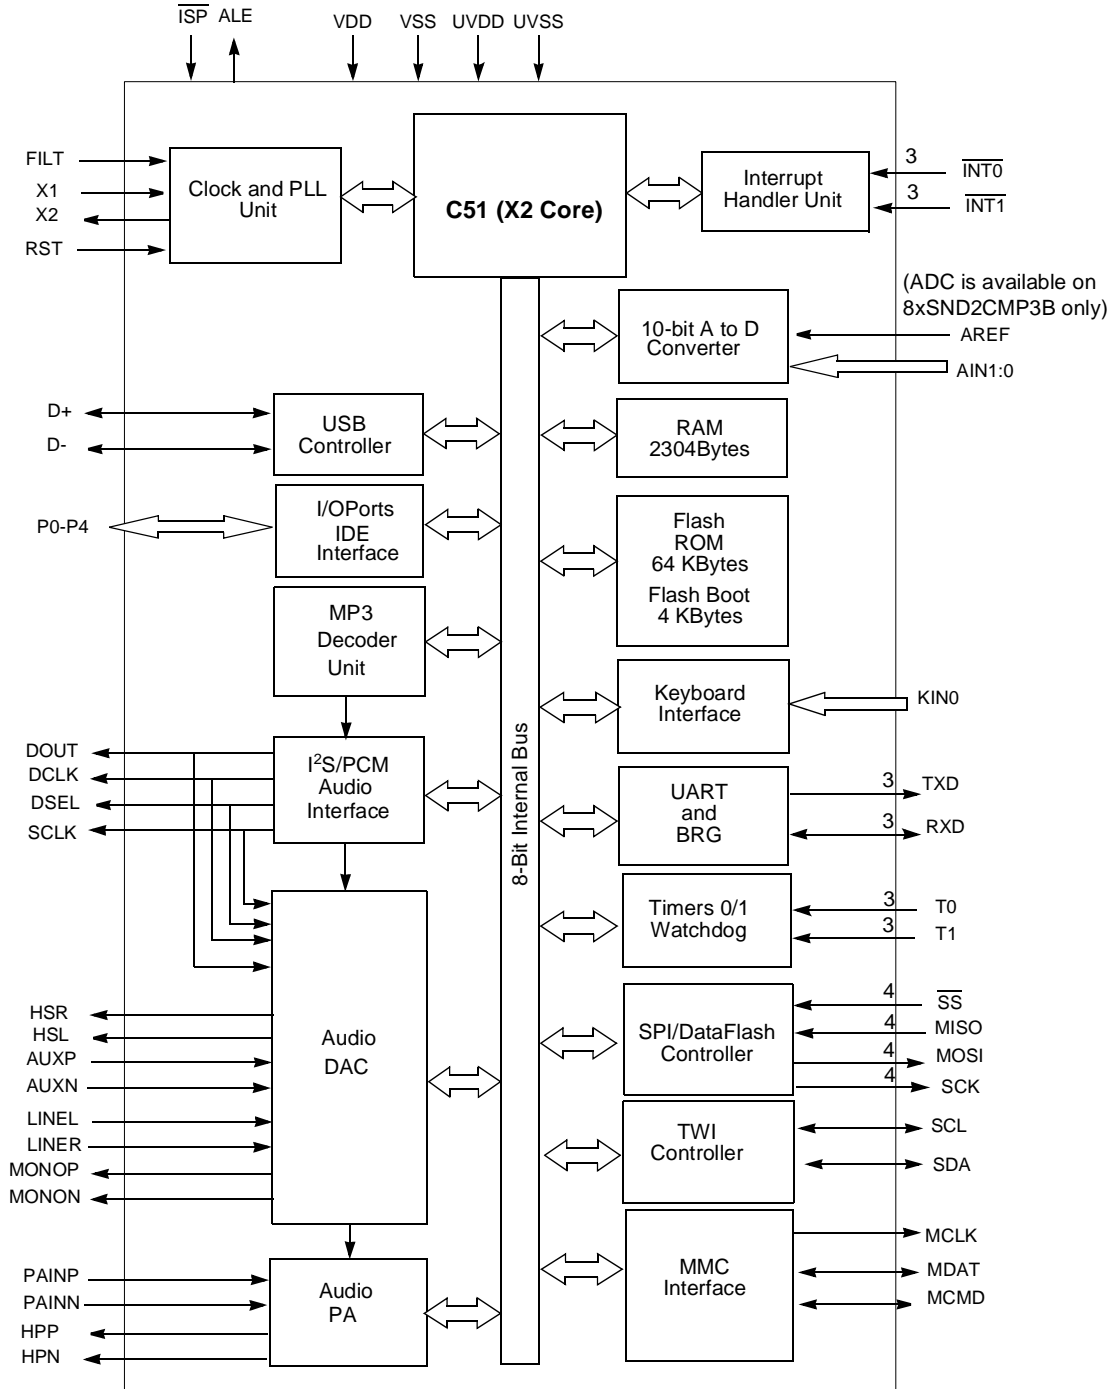 ISP ALE VDD VSS UVDD UVSS
FILT
X1
X2
RST
Clock and PLL
Unit
C51 (X2 Core)
Interrupt
Handler Unit
3 INT0
3 INT1
(ADC is available on
8xSND2CMP3B only)
10-bit A to D
Converter
AREF
AIN1:0
D+
D-
USB
Controller
RAM
2304Bytes
P0-P4
I/OPorts
IDE
Interface
Flash
ROM
64 KBytes
Flash Boot
4 KBytes
MP3
Decoder
Unit
Keyboard
Interface
KIN0
8-Bit Internal Bus
DOUT
DCLK
DSEL
SCLK
I²S/PCM
Audio
Interface
UART
and
BRG
3 TXD
3 RXD
Timers 0/1
Watchdog
3 T0
3 T1
HSR
HSL
AUXP
AUXN
LINEL
LINER
MONOP
MONON
Audio
DAC
SPI/DataFlash
Controller
4 SS
4 MISO
4 MOSI
4 SCK
TWI
Controller
SCL
SDA
PAINP
PAINN
HPP
HPN
Audio
PA
MMC
Interface
MCLK
MDAT
MCMD